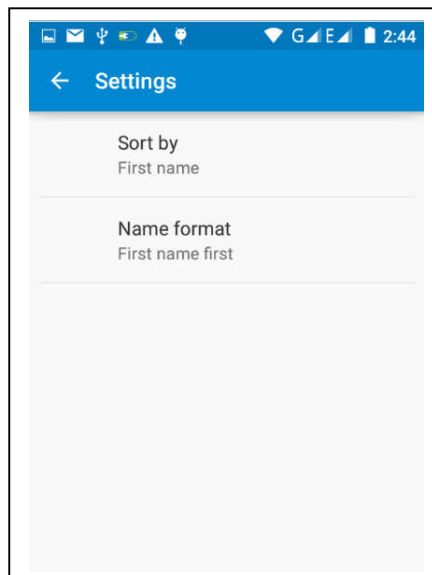 G E 2:44
Settings
Sort by
First name
Name format
First name first